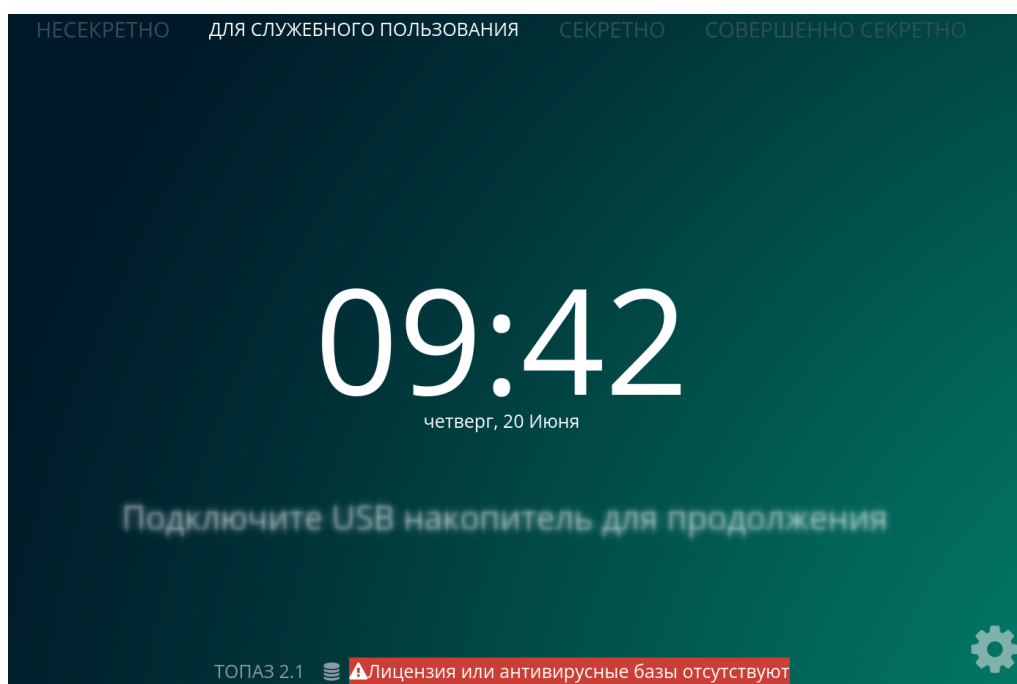 НЕСЕКРЕТНО ДЛЯ СЛУЖЕБНОГО ПОЛЬЗОВАНИЯ СЕКРЕТНО СОВЕРШЕННО СЕКРЕТНО
09:42
четверг, 20 Июня
Подключите USB накопитель для продолжения
ТОПАЗ 2.1 Лицензия или антивирусные базы отсутствуют